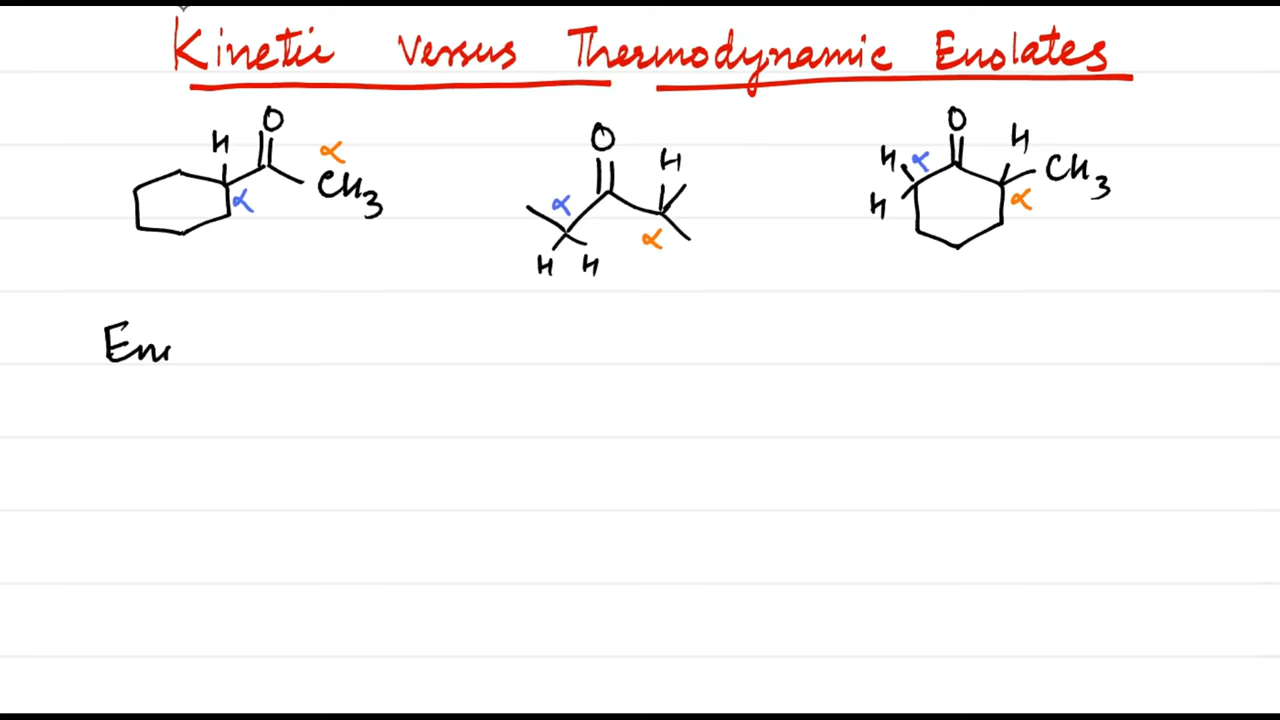 Kinetic versus Thermodynamic Enolates
H O α CH3 α
O H α α H H
O H H α CH3 H α
En